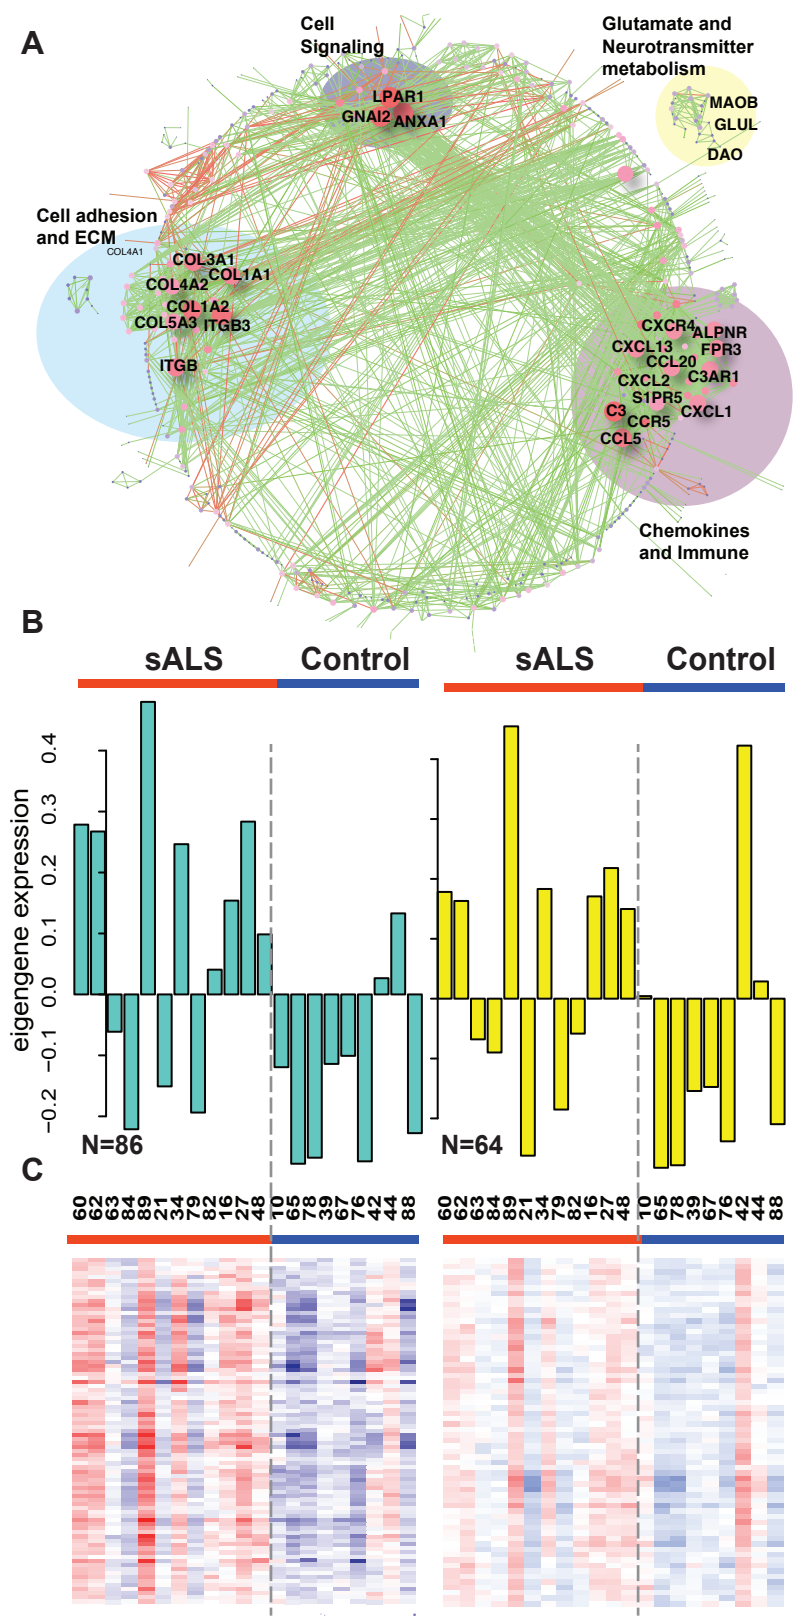 A
Cell
Signaling
Glutamate and
Neurotransmitter
metabolism
LPAR1
GNAI2 ANXA1
MAOB
GLUL
DAO
Cell adhesion
and ECM
COL4A1
COL3A1
COL1A1
COL4A2
COL1A2
COL5A3 ITGB3
ITGB
CXCR4
ALPNR
CXCL13
FPR3
CCL20
C3AR1
CXCL2
S1PR5
C3
CXCL1
CCR5
CCL5
Chemokines
and Immune
B
sALS Control sALS Control
eigengene expression
0.4
0.3
0.2
0.1
0.0
−0.1
−0.2
N=86
N=64
C
60 62 63 84 89 21 34 79 82 16 27 48 10 65 78 39 67 76 42 44 88
60 62 63 84 89 21 34 79 82 16 27 48 10 65 78 39 67 76 42 44 88